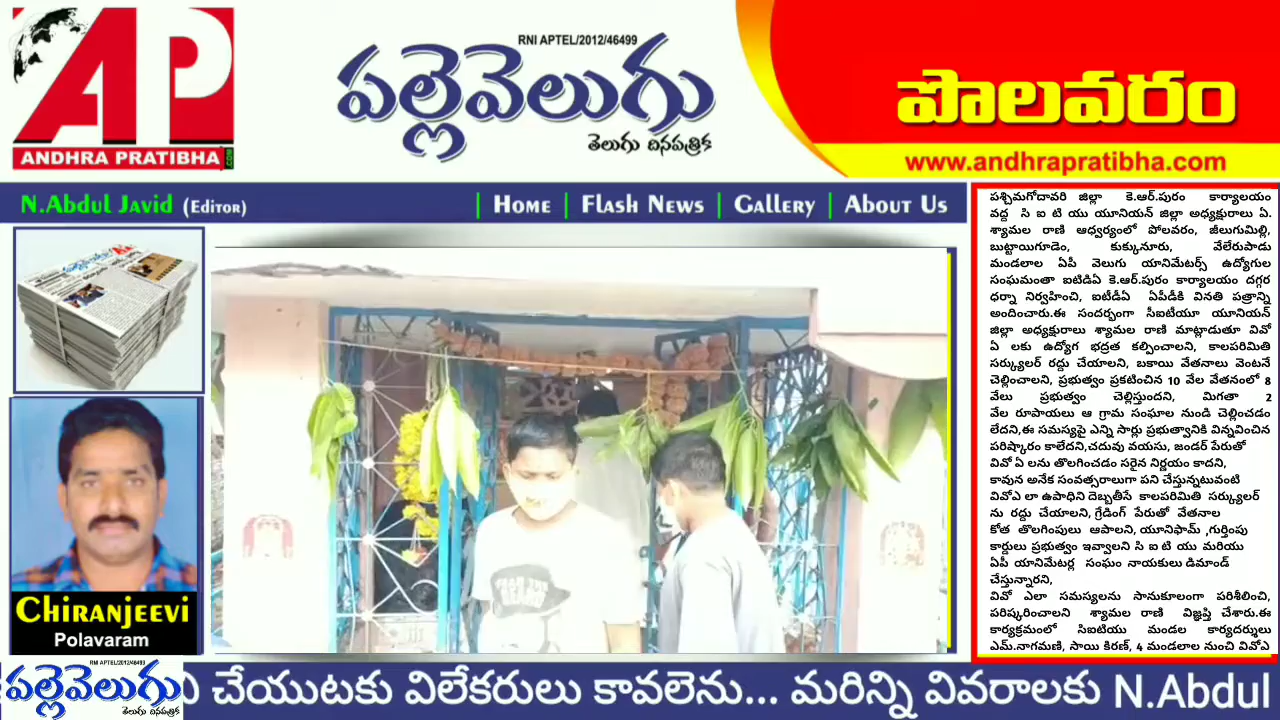 AP
ANDHRA PRATIBHA.COM
RNI APTEL/2012/46499
పల్లెవెలుగు
తెలుగు దినపత్రిక
పొలవరం
www.andhrapratibha.com
N.Abdul Javid (Editor)
| Home | Flash News | Gallery | About Us
పశ్చిమగోదావరి జిల్లా కె.ఆర్.పురం కార్యాలయం
వద్ద సి ఐ టి యు యూనియన్ జిల్లా అధ్యక్షురాలు ఏ.
శ్యామల రాణి ఆధ్వర్యంలో పోలవరం, జీలుగుమిల్లి,
బుట్టాయిగూడెం, కుక్కునూరు, వేలేరుపాడు
మండలాల ఏపీ వెలుగు యానిమేటర్స్ ఉద్యోగుల
సంఘమంతా ఐటిడిఏ కె.ఆర్.పురం కార్యాలయం దగ్గర
ధర్నా నిర్వహించి, ఐటీడీఏ ఏపీడీకి వినతి పత్రాన్ని
అందించారు.ఈ సందర్భంగా సీఐటీయూ యూనియన్
జిల్లా అధ్యక్షురాలు శ్యామల రాణి మాట్లాడుతూ వివో
ఏ లకు ఉద్యోగ భద్రత కల్పించాలని, కాలపరిమితి
సర్క్యులర్ రద్దు చేయాలని, బకాయి వేతనాలు వెంటనే
చెల్లించాలని, ప్రభుత్వం ప్రకటించిన 10 వేల వేతనంలో 8
వేలు ప్రభుత్వం చెల్లిస్తుందని, మిగతా 2
వేల రూపాయలు ఆ గ్రామ సంఘాల నుండి చెల్లించడం
లేదని,ఈ సమస్యపై ఎన్ని సార్లు ప్రభుత్వానికి విన్నవించిన
పరిష్కారం కాలేదని,చదువు వయసు, జండర్ పేరుతో
వివో ఏ లను తొలగించడం సరైన నిర్ణయం కాదని,
కావున అనేక సంవత్సరాలుగా పని చేస్తున్నటువంటి
వివోఎ లా ఉపాధిని దెబ్బతీసే కాలపరిమితి సర్క్యులర్
ను రద్దు చేయాలని, గ్రేడింగ్ పేరుతో వేతనాల
కోత తొలగింపులు ఆపాలని, యూనిఫామ్ ,గుర్తింపు
కార్డులు ప్రభుత్వం ఇవ్వాలని సి ఐ టి యు మరియు
ఏపీ యానిమేటర్ల సంఘం నాయకులు డిమాండ్
చేస్తున్నారని,
వివో ఎలా సమస్యలను సానుకూలంగా పరిశీలించి,
పరిష్కరించాలని శ్యామల రాణి విజ్ఞప్తి చేశారు.ఈ
కార్యక్రమంలో సిఐటియు మండల కార్యదర్శులు
ఎమ్.నాగమణి, సాయి కిరణ్, 4 మండలాల నుంచి వివోఎ
Chiranjeevi
Polavaram
RNI APTEL/2012/46499
పల్లెవెలుగు
తెలుగు దినపత్రిక
ని చేయుటకు విలేకరులు కావలెను... మరిన్ని వివరాలకు N.Abdul